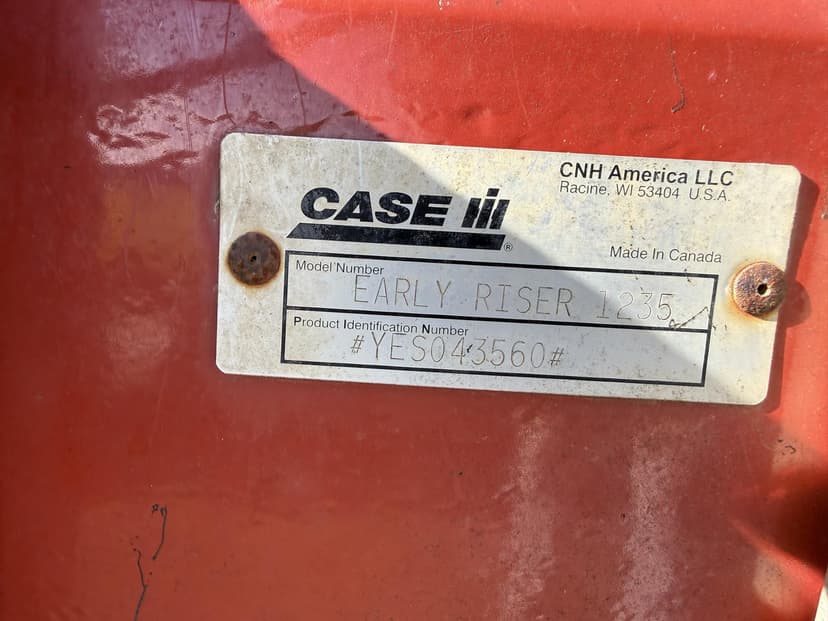 CNH America LLC
Racine, WI 53404 U.S.A.
CASE IH
®
Made In Canada
Model Number
EARLY RISER 1235
Product Identification Number
#YES043560#